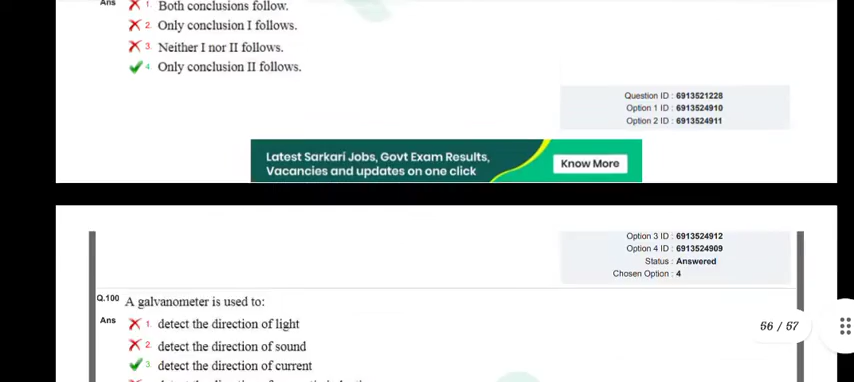 Ans 1. Both conclusions follow.
2. Only conclusion I follows.
3. Neither I nor II follows.
4. Only conclusion II follows.
Question ID : 6913521228
Option 1 ID : 6913524910
Option 2 ID : 6913524911
Latest Sarkari Jobs, Govt Exam Results,
Vacancies and updates on one click
Know More
Option 3 ID : 6913524912
Option 4 ID : 6913524909
Status : Answered
Chosen Option : 4
Q.100 A galvanometer is used to:
Ans 1. detect the direction of light
2. detect the direction of sound
3. detect the direction of current
56 / 57